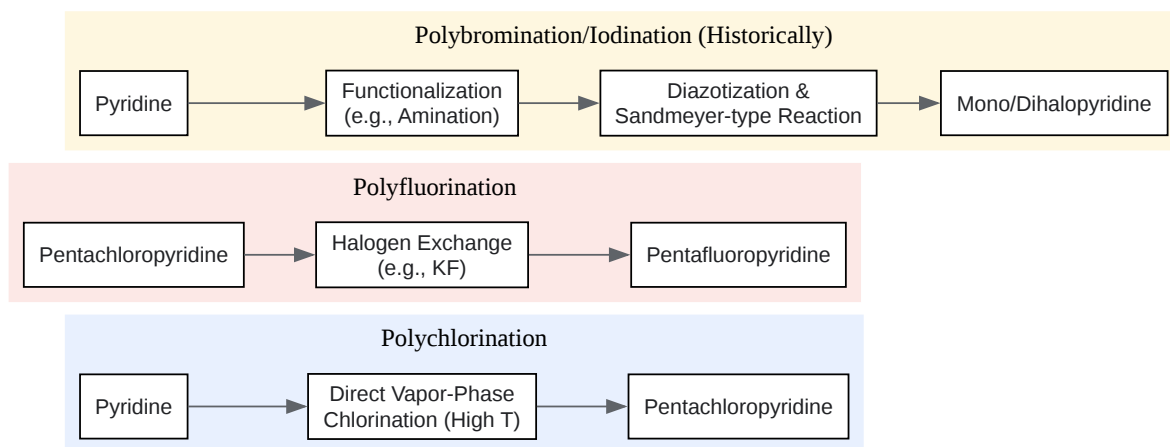 Polybromination/Iodination (Historically)
Pyridine
Functionalization
(e.g., Amination)
Diazotization &
Sandmeyer-type Reaction
Mono/Dihalopyridine
Polyfluorination
Pentachloropyridine
Halogen Exchange
(e.g., KF)
Pentafluoropyridine
Polychlorination
Pyridine
Direct Vapor-Phase
Chlorination (High T)
Pentachloropyridine